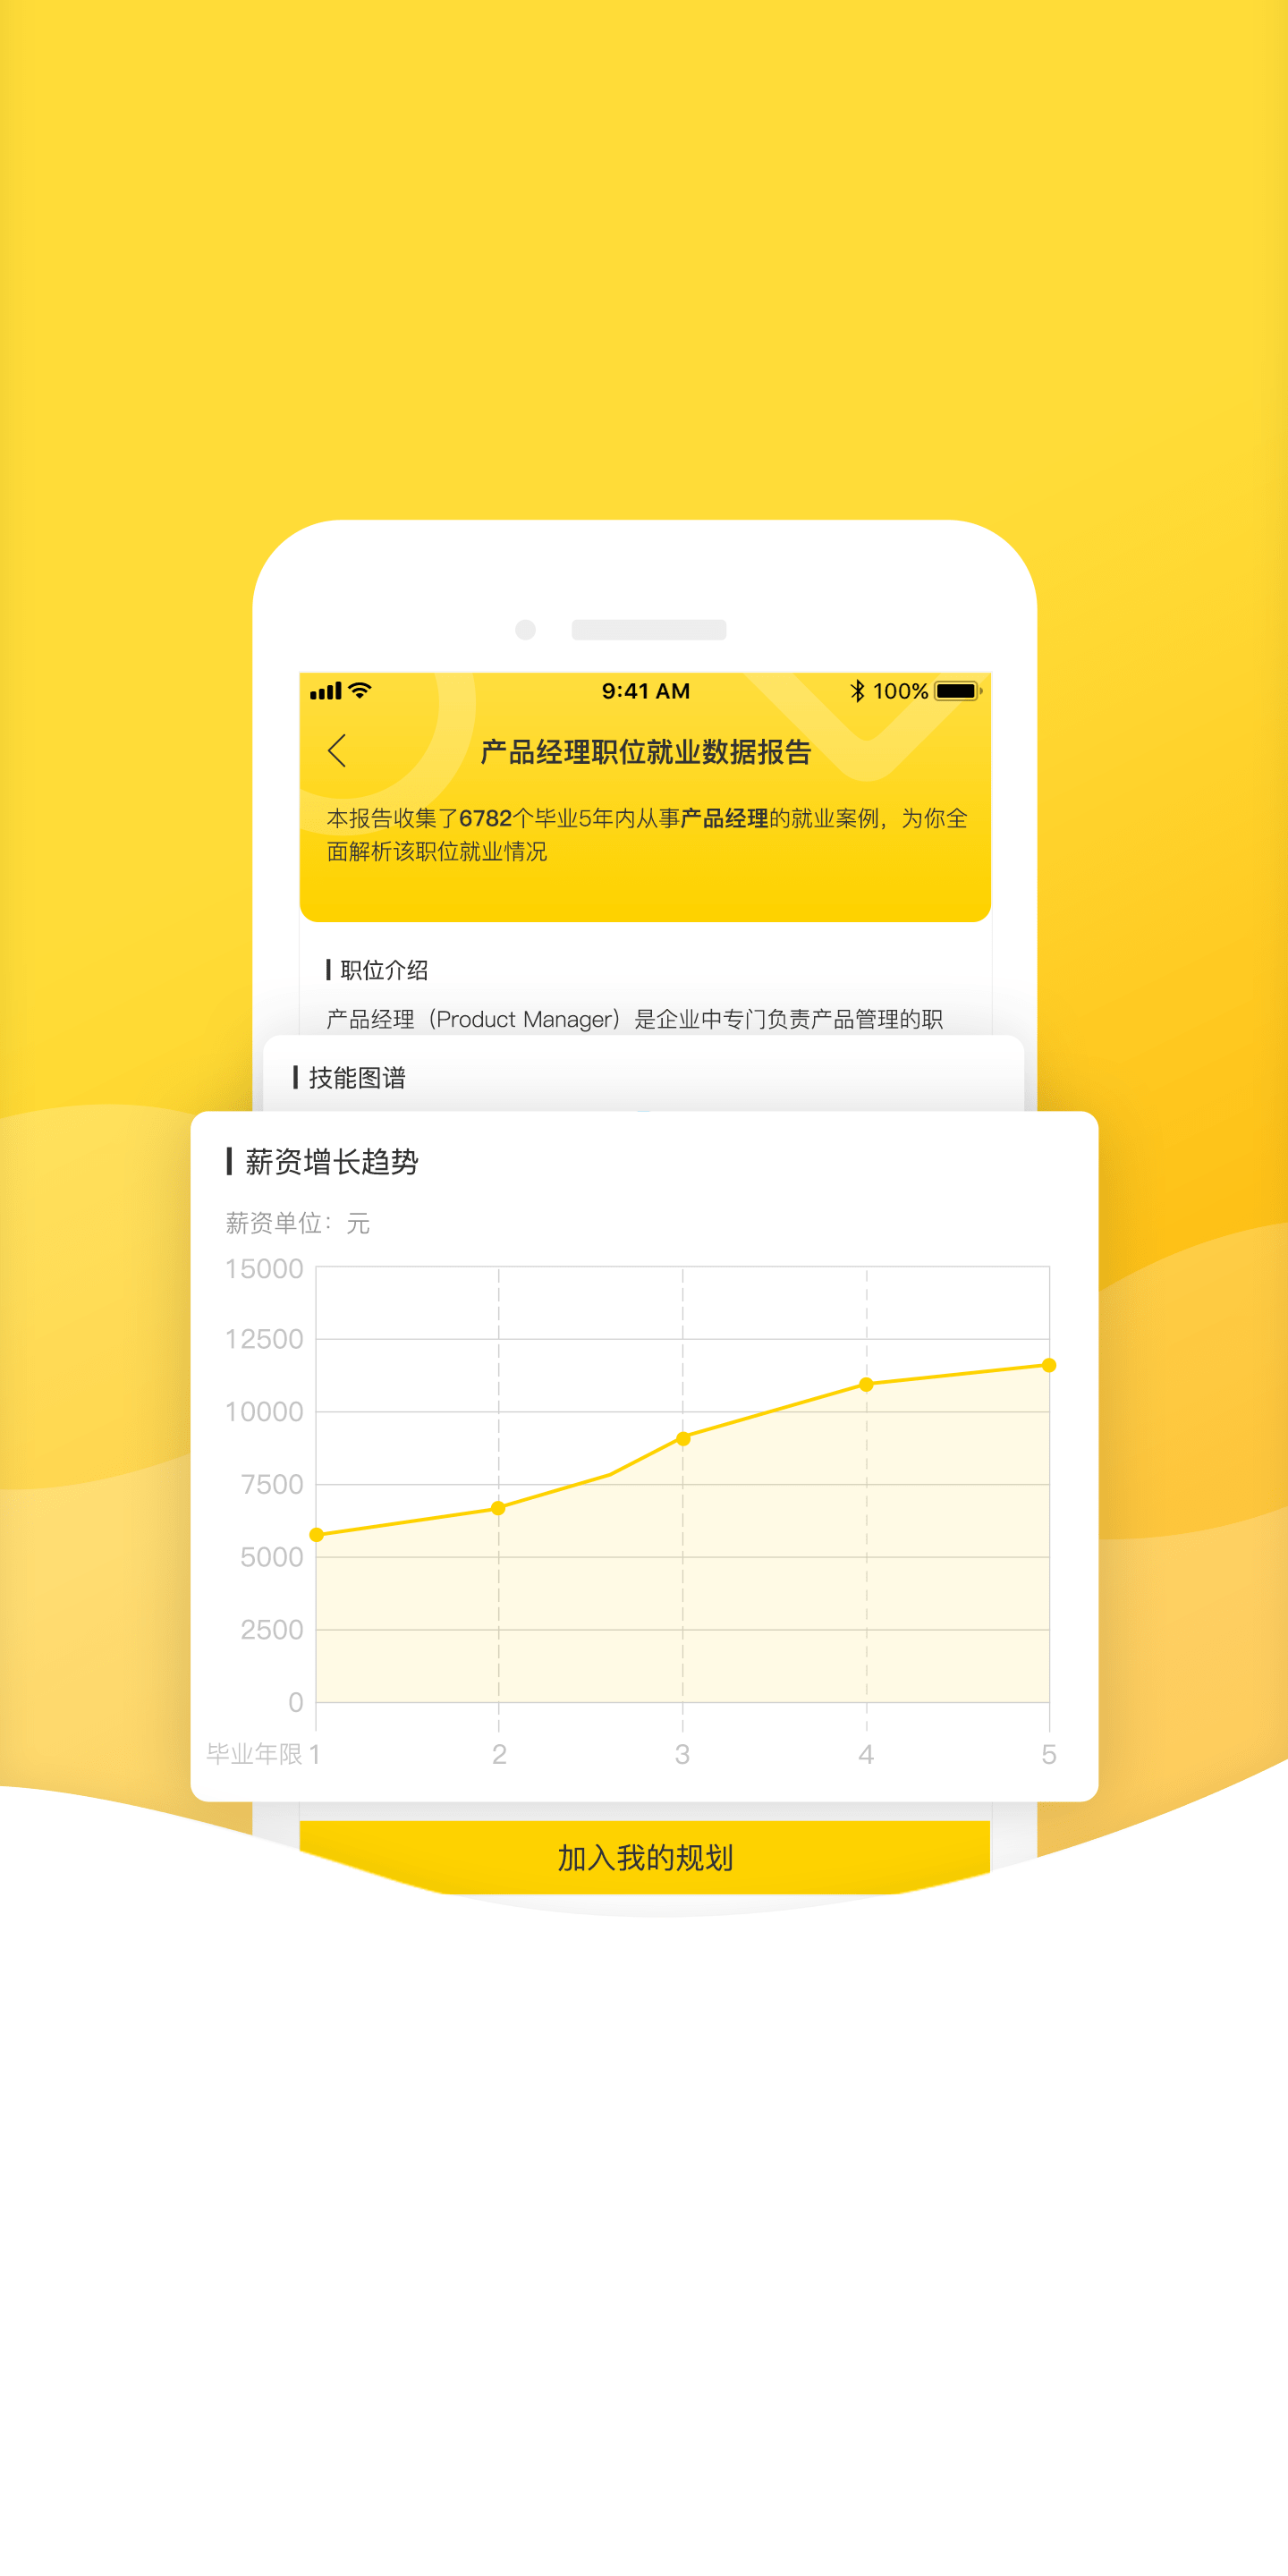 9:41 AM 100%
产品经理职位就业数据报告
本报告收集了6782个毕业5年内从事产品经理的就业案例，为你全
面解析该职位就业情况
职位介绍
产品经理（Product Manager）是企业中专门负责产品管理的职
技能图谱
薪资增长趋势
薪资单位：元
15000
12500
10000
7500
5000
2500
0
毕业年限 1 2 3 4 5
加入我的规划